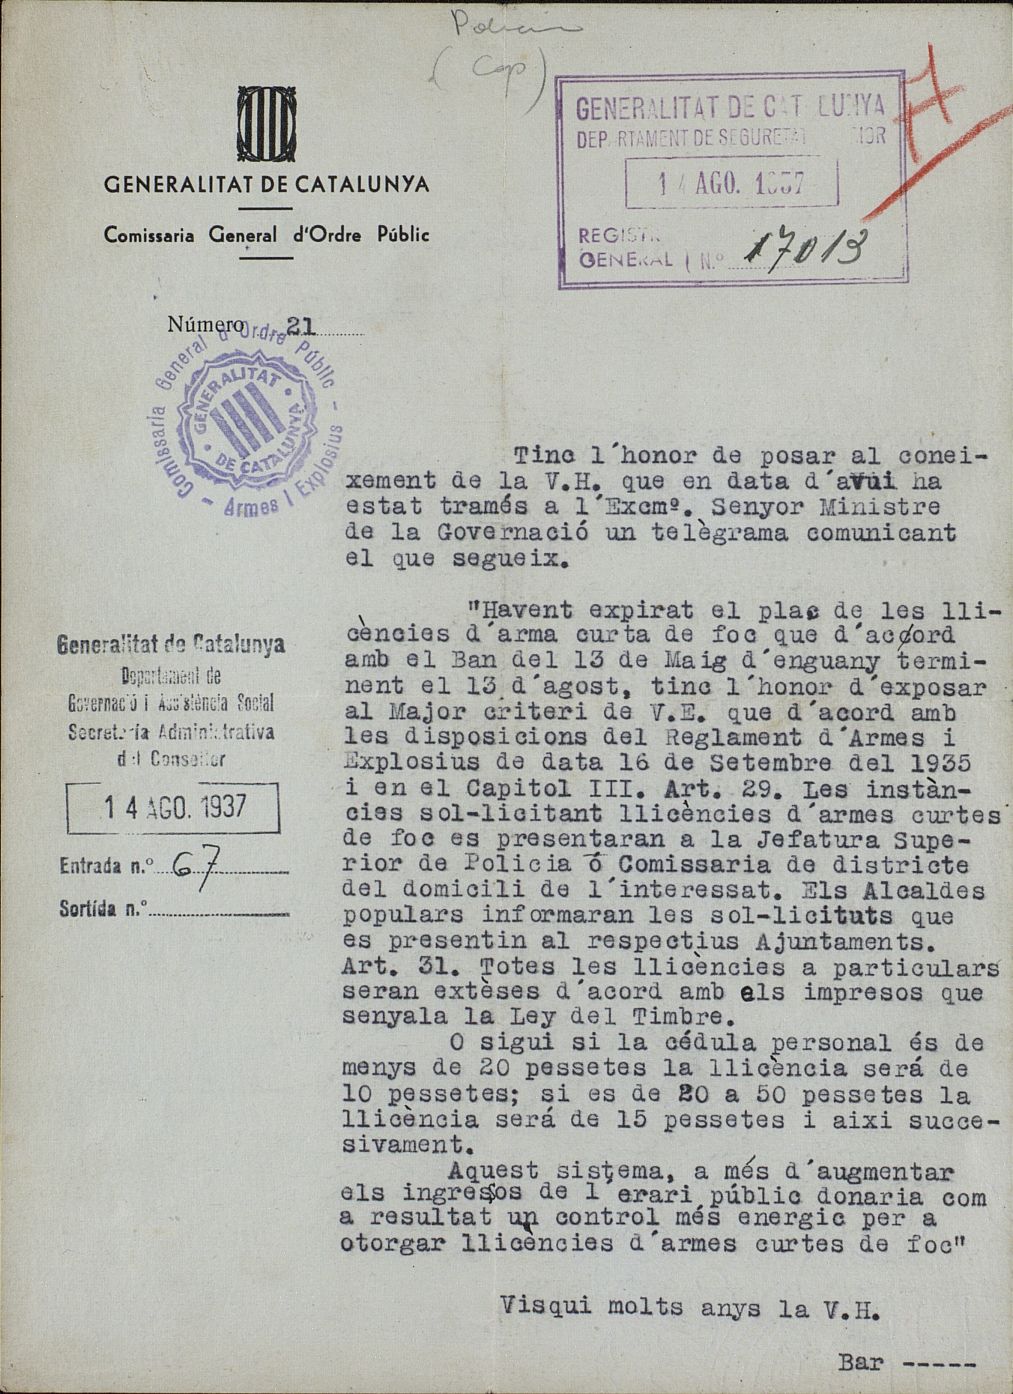 (Cap)
GENERALITAT DE CATALUNYA
Comissaria General d'Ordre Públic
GENERALITAT DE CATALUNYA
DEPARTAMENT DE SEGURETAT IOR
14 AGO. 1937
REGISTR
GENERAL N.º 17013
Número 21
Comissaria General d'Ordre Públic - Armes i Explosius -
GENERALITAT DE CATALUNYA
Tinc l'honor de posar al conei-
xement de la V.H. que en data d'avui ha
estat tramés a l'Excmº. Senyor Ministre
de la Governació un telègrama comunicant
el que segueix.
"Havent expirat el plaç de les lli-
cències d'arma curta de foc que d'accord
amb el Ban del 13 de Maig d'enguany termi-
nent el 13 d'agost, tinc l'honor d'exposar
al Major criteri de V.E. que d'acord amb
les disposicions del Reglament d'Armes i
Explosius de data 16 de Setembre del 1935
i en el Capitol III. Art. 29. Les instàn-
cies sol-licitant llicències d'armes curtes
de foc es presentaran a la Jefatura Supe-
rior de Policia ó Comissaria de districte
del domicili de l'interessat. Els Alcaldes
populars informaran les sol-licituts que
es presentin al respectius Ajuntaments.
Art. 31. Totes les llicències a particulars
seran extèses d'acord amb els impresos que
senyala la Ley del Timbre.
O sigui si la cédula personal és de
menys de 20 pessetes la llicència será de
10 pessetes; si es de 20 a 50 pessetes la
llicència será de 15 pessetes i aixi succe-
sivament.
Aquest sistema, a més d'augmentar
els ingresos de l erari públic donaria com
a resultat un control més energic per a
otorgar llicències d'armes curtes de foc"
Visqui molts anys la V.H.
Bar -----
Generalitat de Catalunya
Departament de
Governació i Assistència Social
Secretaría Administrativa
del Conseller
14 AGO. 1937
Entrada n.º 67
Sortida n.º